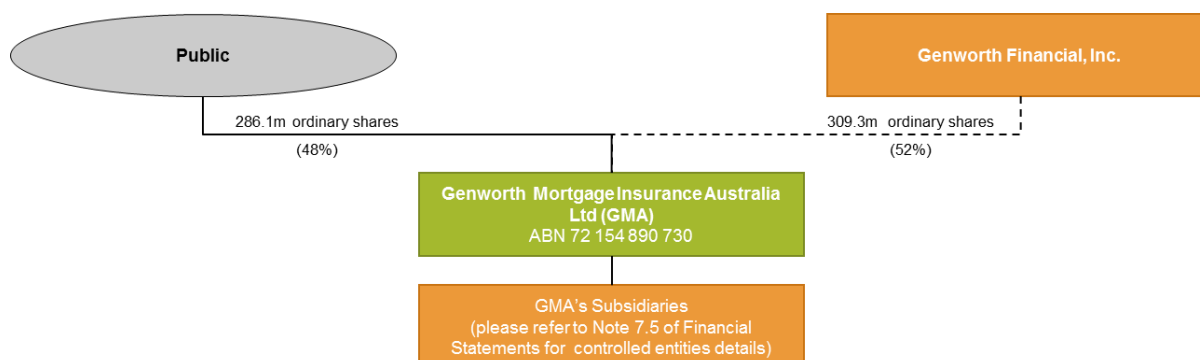 Public
Genworth Financial, Inc.
286.1m ordinary shares
(48%)
309.3m ordinary shares
(52%)
Genworth Mortgage Insurance Australia
Ltd (GMA)
ABN 72 154 890 730
GMA's Subsidiaries
(please refer to Note 7.5 of Financial
Statements for controlled entities details)